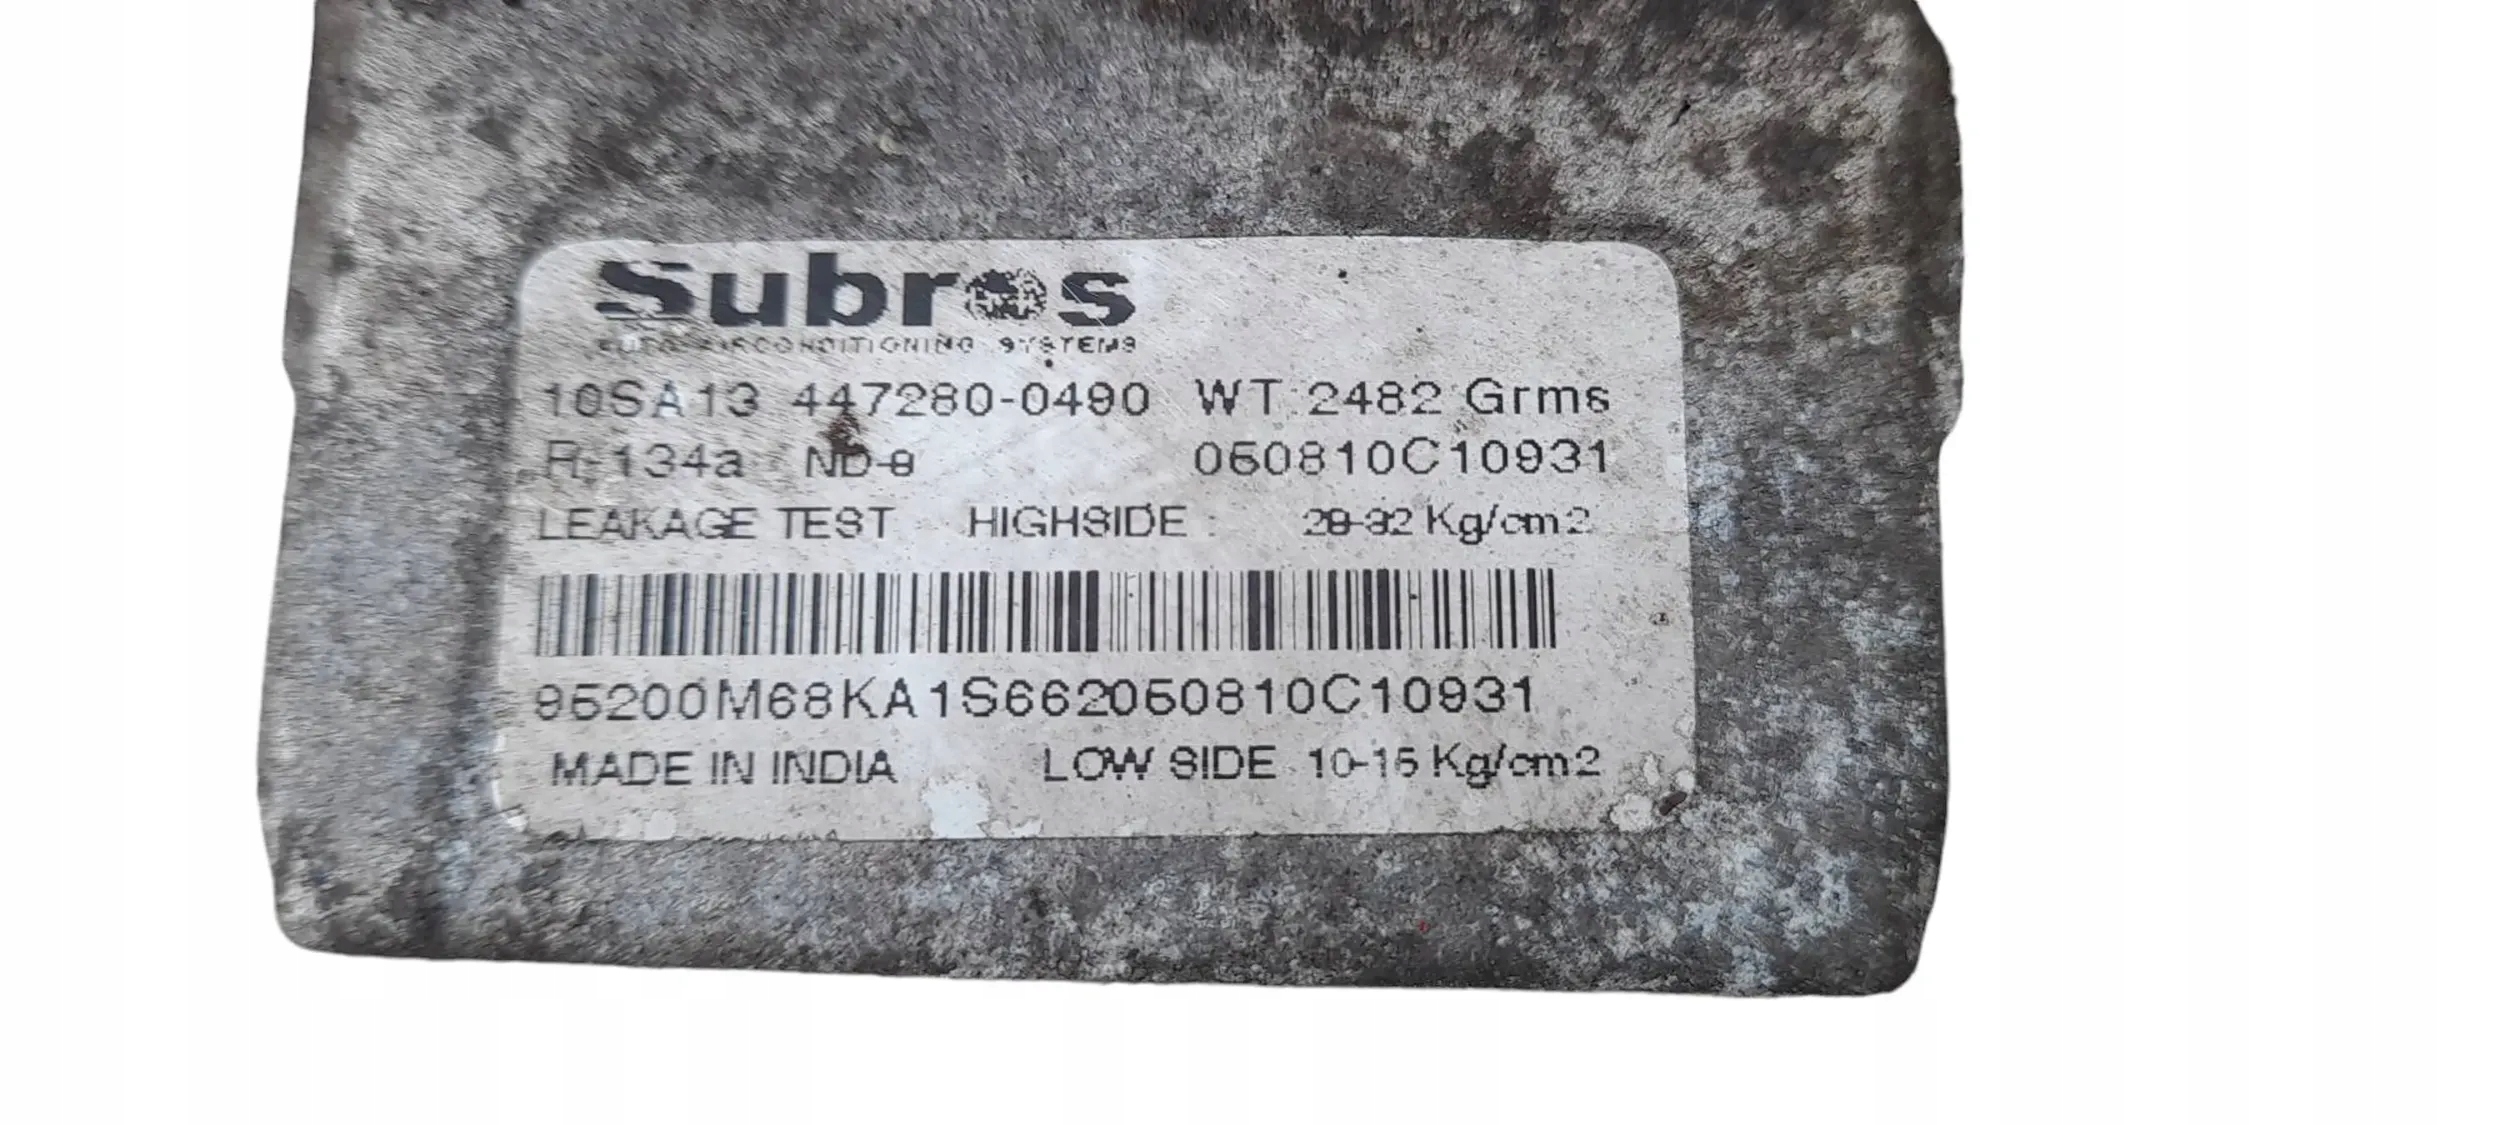 Subros
AUTO AIRCONDITIONING SYSTEMS
10SA13 447280-0490 WT: 2482 Grms
R-134a ND-8 050810C10931
LEAKAGE TEST HIGHSIDE : 28-32 Kg/cm2
95200M68KA1S662050810C10931
MADE IN INDIA LOW SIDE 10-15 Kg/cm2